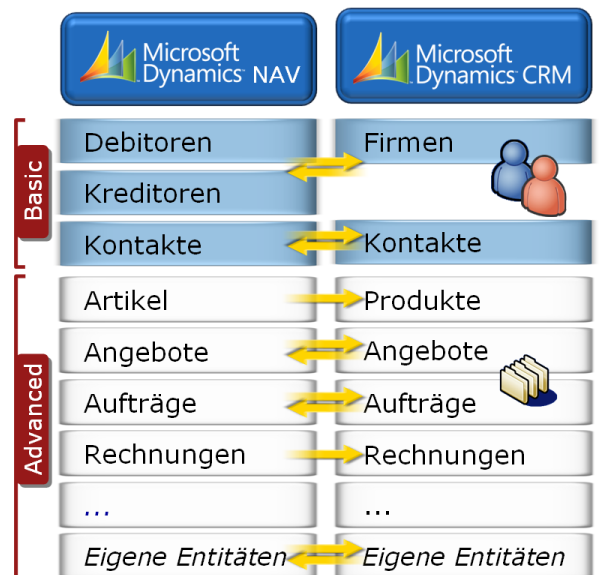 Microsoft
Dynamics NAV
Microsoft
Dynamics CRM
Basic
Debitoren
Firmen
Kreditoren
Kontakte
Kontakte
Advanced
Artikel
Produkte
Angebote
Angebote
Aufträge
Aufträge
Rechnungen
Rechnungen
...
...
Eigene Entitäten
Eigene Entitäten